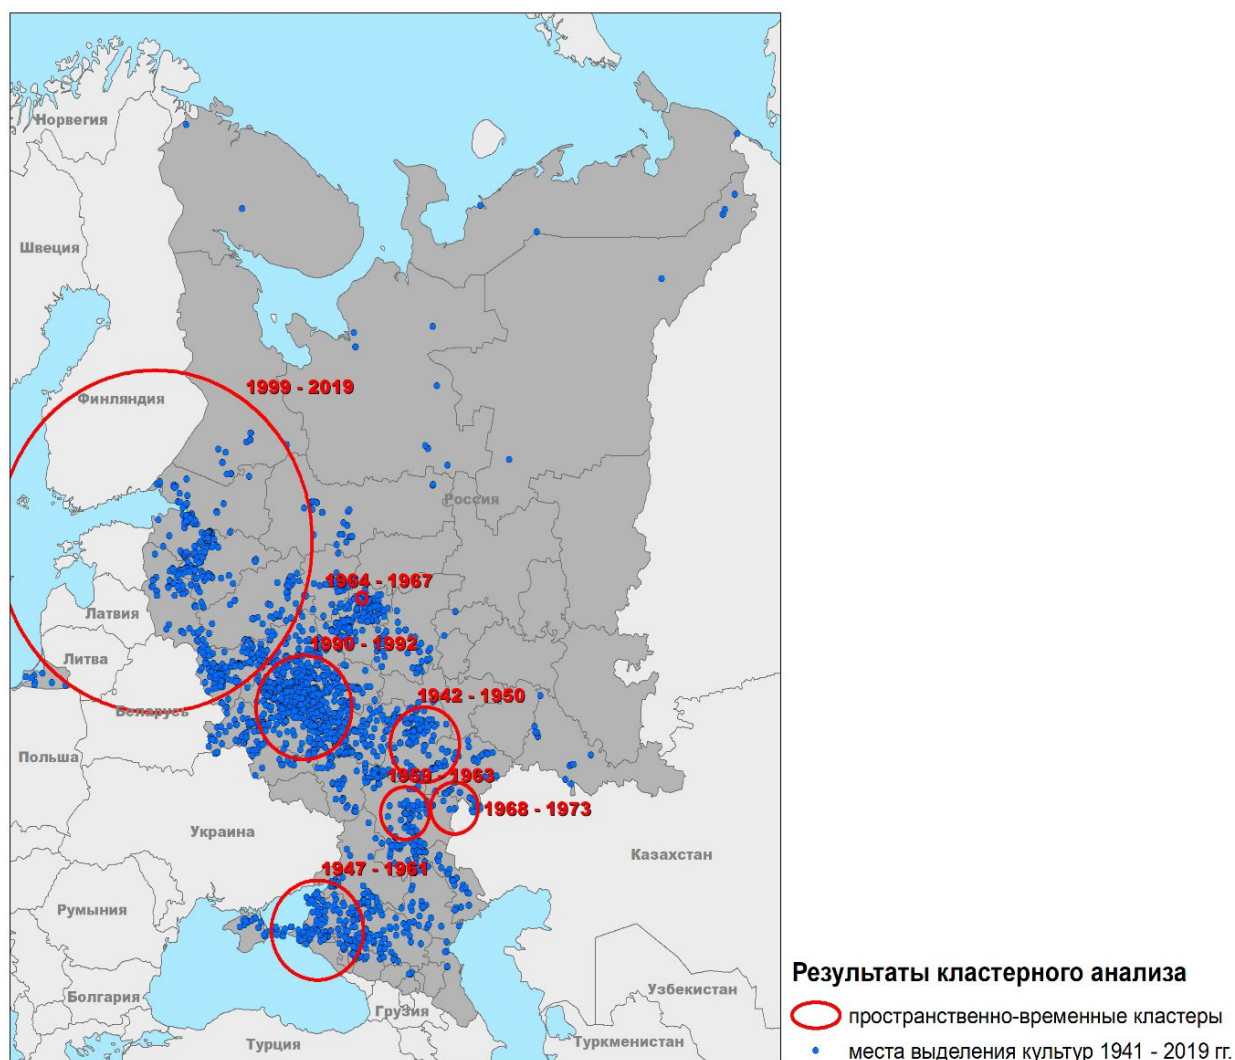 Норвегия
Швеция
1999 - 2019
Финляндия
Россия
1964 - 1967
Латвия
1990 - 1992
Литва
1942 - 1950
Беларусь
Польша
1959 - 1963
1968 - 1973
Украина
Казахстан
1947 - 1961
Румыния
Результаты кластерного анализа
Узбекистан
Болгария
Грузия
пространственно-временные кластеры
Турция
Туркменистан
места выделения культур 1941 - 2019 гг.